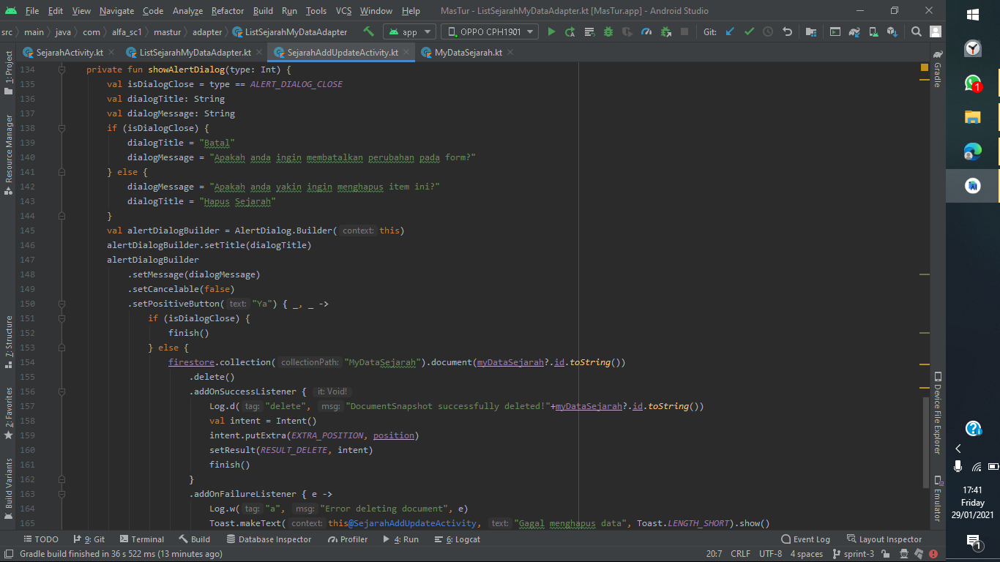 File Edit View Navigate Code Analyze Refactor Build Run Tools VCS Window Help MasTur - ListSejarahMyDataAdapter.kt [MasTur.app] - Android Studio
src main java com alfa_sc1 mastur adapter ListSejarahMyDataAdapter app OPPO CPH1901 Git:
SejarahActivity.kt ListSejarahMyDataAdapter.kt SejarahAddUpdateActivity.kt MyDataSejarah.kt
134 private fun showAlertDialog(type: Int) {
135 val isDialogClose = type == ALERT_DIALOG_CLOSE
136 val dialogTitle: String
137 val dialogMessage: String
138 if (isDialogClose) {
139 dialogTitle = "Batal"
140 dialogMessage = "Apakah anda ingin membatalkan perubahan pada form?"
141 } else {
142 dialogMessage = "Apakah anda yakin ingin menghapus item ini?"
143 dialogTitle = "Hapus Sejarah"
144 }
145 val alertDialogBuilder = AlertDialog.Builder( context: this)
146 alertDialogBuilder.setTitle(dialogTitle)
147 alertDialogBuilder
148 .setMessage(dialogMessage)
149 .setCancelable(false)
150 .setPositiveButton( text: "Ya") { _, _ ->
151 if (isDialogClose) {
152 finish()
153 } else {
154 firestore.collection( collectionPath: "MyDataSejarah").document(myDataSejarah?.id.toString())
155 .delete()
156 .addOnSuccessListener { it: Void!
157 Log.d( tag: "delete", msg: "DocumentSnapshot successfully deleted!"+myDataSejarah?.id.toString())
158 val intent = Intent()
159 intent.putExtra(EXTRA_POSITION, position)
160 setResult(RESULT_DELETE, intent)
161 finish()
162 }
163 .addOnFailureListener { e ->
164 Log.w( tag: "a", msg: "Error deleting document", e)
165 Toast.makeText( context: this@SejarahAddUpdateActivity, text: "Gagal menghapus data", Toast.LENGTH_SHORT).show()
1: Project
Resource Manager
7: Structure
2: Favorites
Build Variants
Gradle
Device File Explorer
Emulator
TODO 9: Git Terminal Build Database Inspector Profiler 4: Run 6: Logcat Event Log Layout Inspector
Gradle build finished in 36 s 522 ms (13 minutes ago) 20:7 CRLF UTF-8 4 spaces sprint-3
1
17:41
Friday
29/01/2021
1